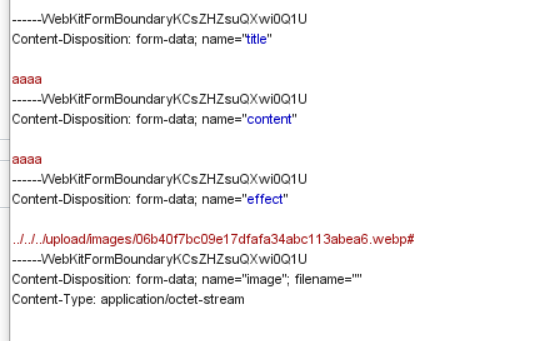 ------WebKitFormBoundaryKCsZHZsuQXwi0Q1U
Content-Disposition: form-data; name="title"
aaaa
------WebKitFormBoundaryKCsZHZsuQXwi0Q1U
Content-Disposition: form-data; name="content"
aaaa
------WebKitFormBoundaryKCsZHZsuQXwi0Q1U
Content-Disposition: form-data; name="effect"
../../../upload/images/06b40f7bc09e17dfafa34abc113abea6.webp#
------WebKitFormBoundaryKCsZHZsuQXwi0Q1U
Content-Disposition: form-data; name="image"; filename=""
Content-Type: application/octet-stream